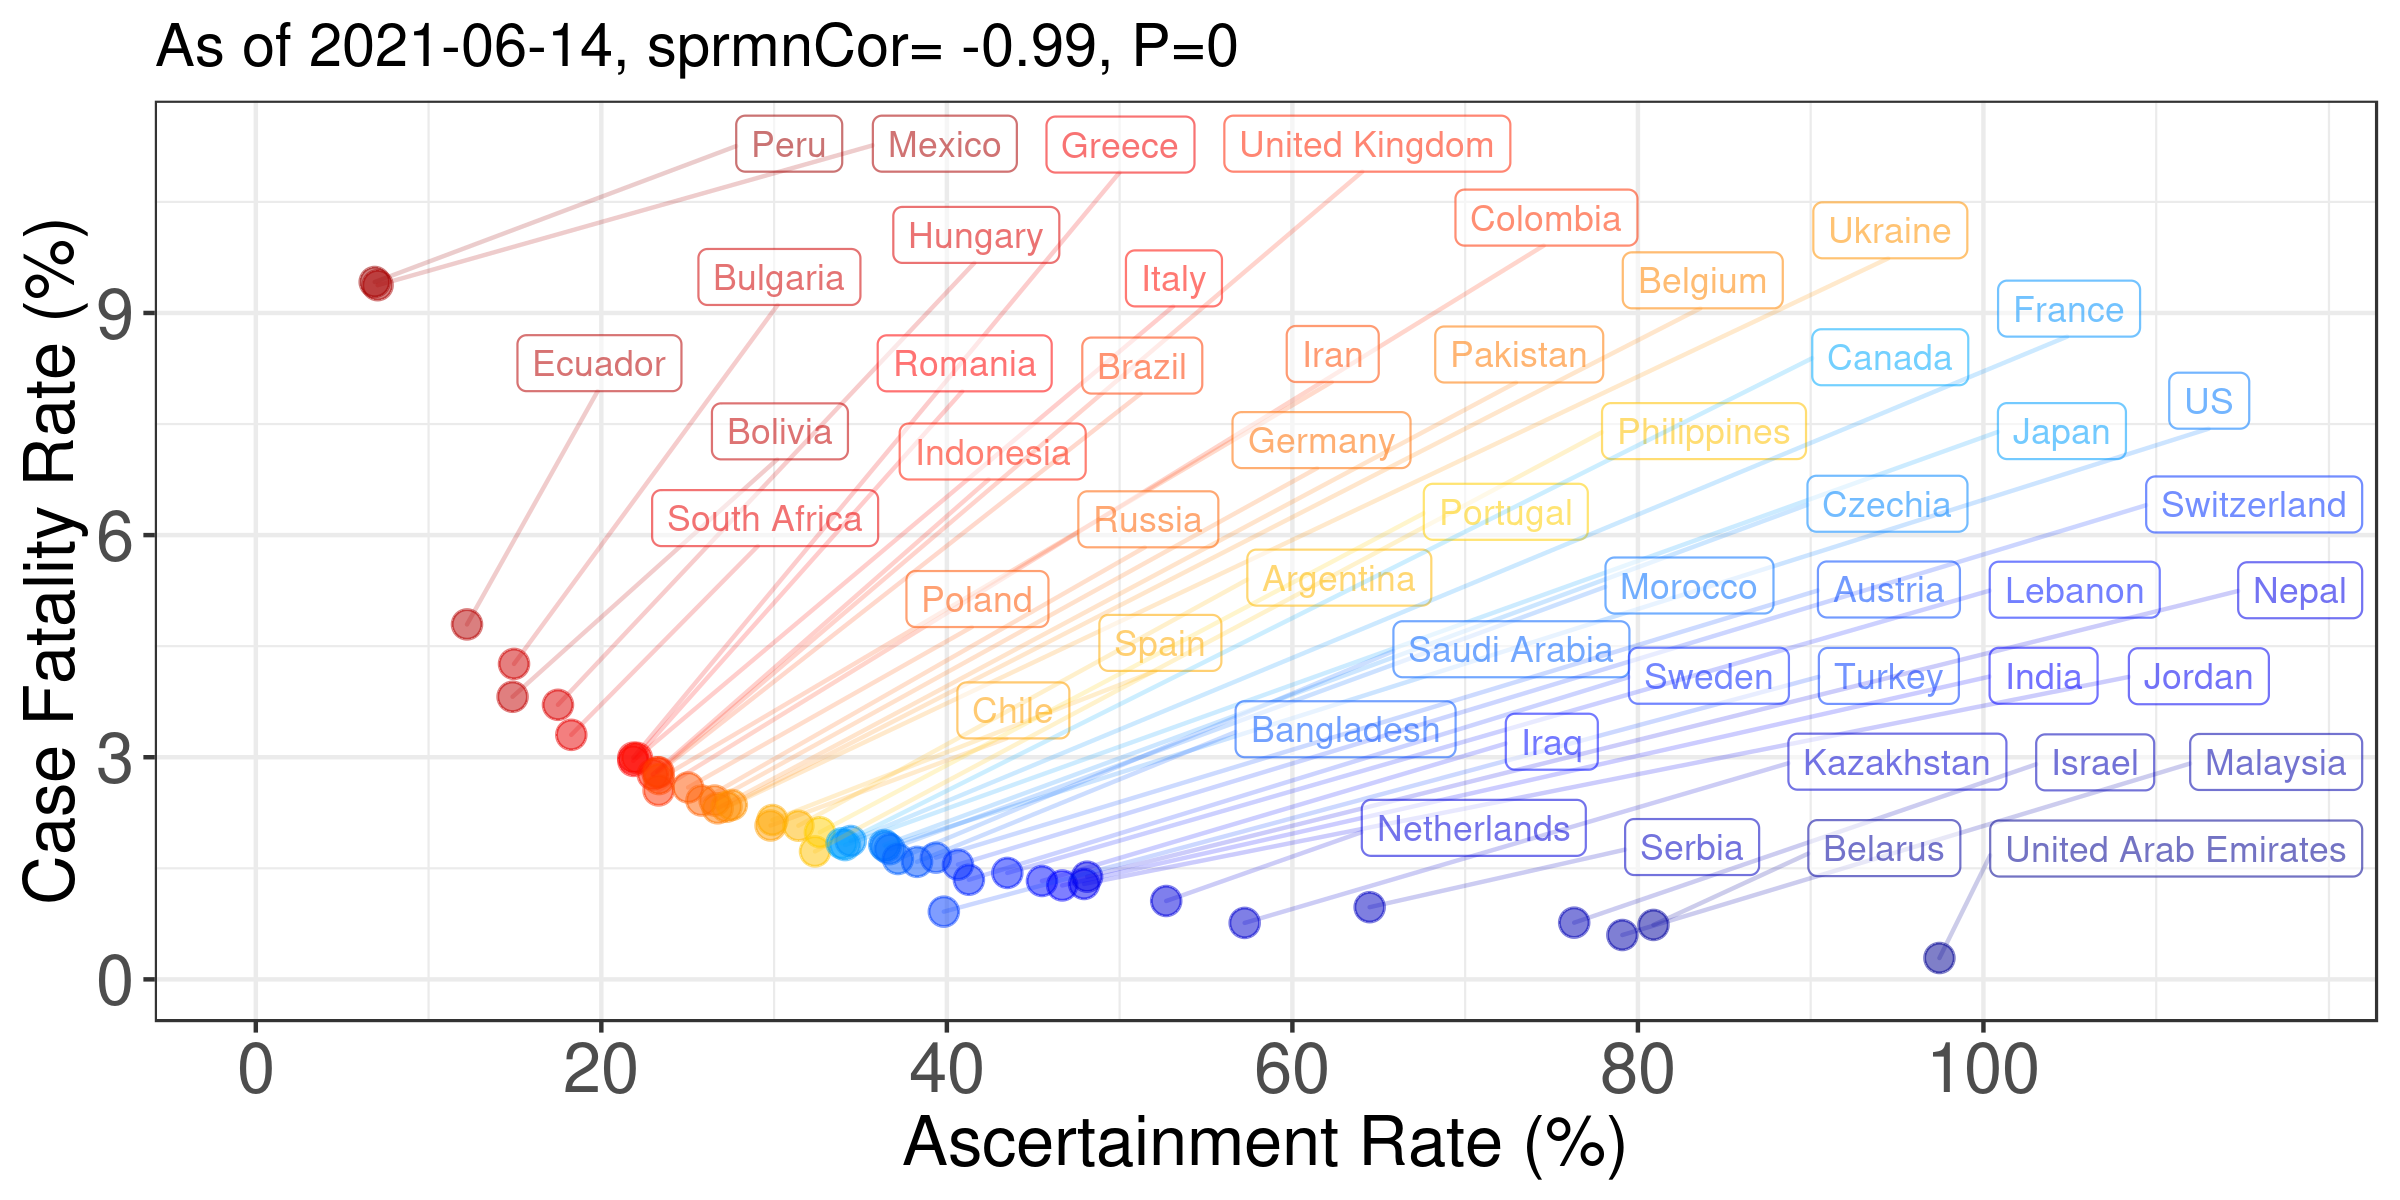 As of 2021-06-14, sprmnCor= -0.99, P=0
Peru
Mexico
Greece
United Kingdom
Colombia
Ukraine
Hungary
Bulgaria
Italy
Belgium
France
Ecuador
Romania
Brazil
Iran
Pakistan
Canada
US
Bolivia
Indonesia
Germany
Philippines
Japan
South Africa
Russia
Portugal
Czechia
Switzerland
Poland
Argentina
Morocco
Austria
Lebanon
Nepal
Spain
Saudi Arabia
Sweden
Turkey
India
Jordan
Chile
Bangladesh
Iraq
Kazakhstan
Israel
Malaysia
Netherlands
Serbia
Belarus
United Arab Emirates
Case Fatality Rate (%)
9
6
3
0
0
20
40
60
80
100
Ascertainment Rate (%)